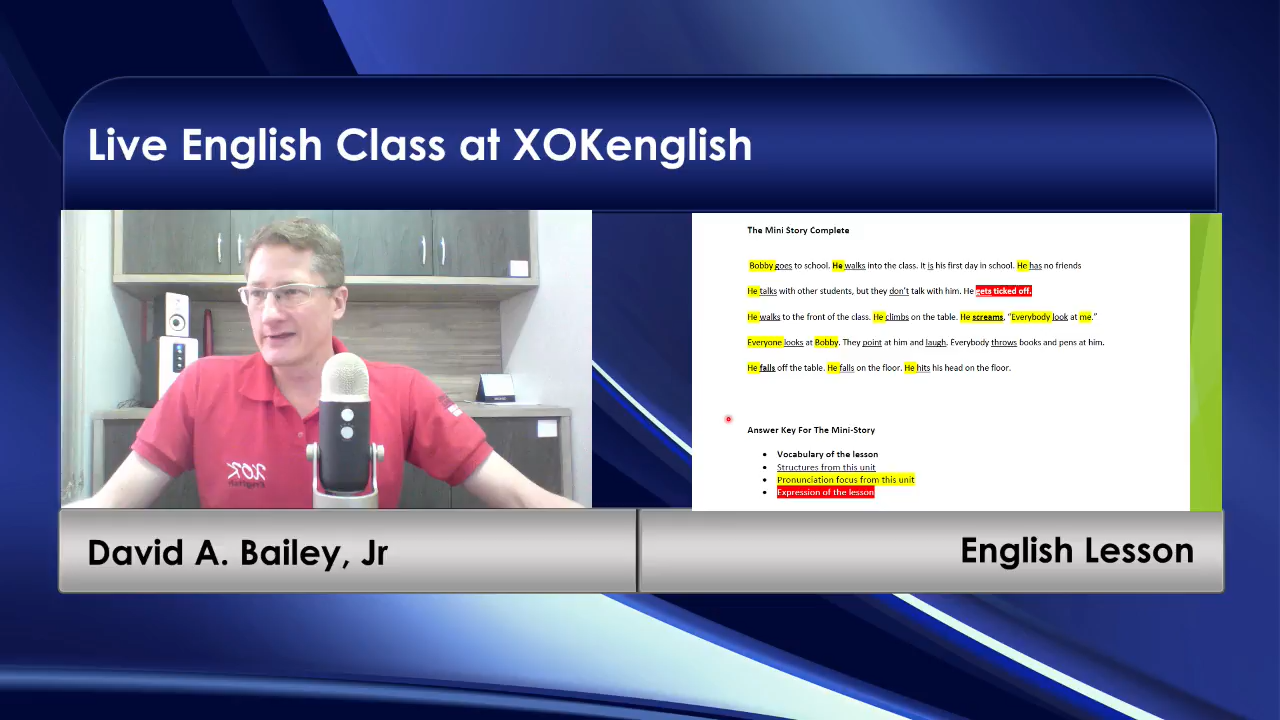 Live English Class at XOKenglish
XOK
English
The Mini Story Complete
Bobby goes to school. He walks into the class. It is his first day in school. He has no friends
He talks with other students, but they don't talk with him. He gets ticked off.
He walks to the front of the class. He climbs on the table. He screams, "Everybody look at me."
Everyone looks at Bobby. They point at him and laugh. Everybody throws books and pens at him.
He falls off the table. He falls on the floor. He hits his head on the floor.
Answer Key For The Mini-Story
• Vocabulary of the lesson
• Structures from this unit
• Pronunciation focus from this unit
• Expression of the lesson
David A. Bailey, Jr
English Lesson